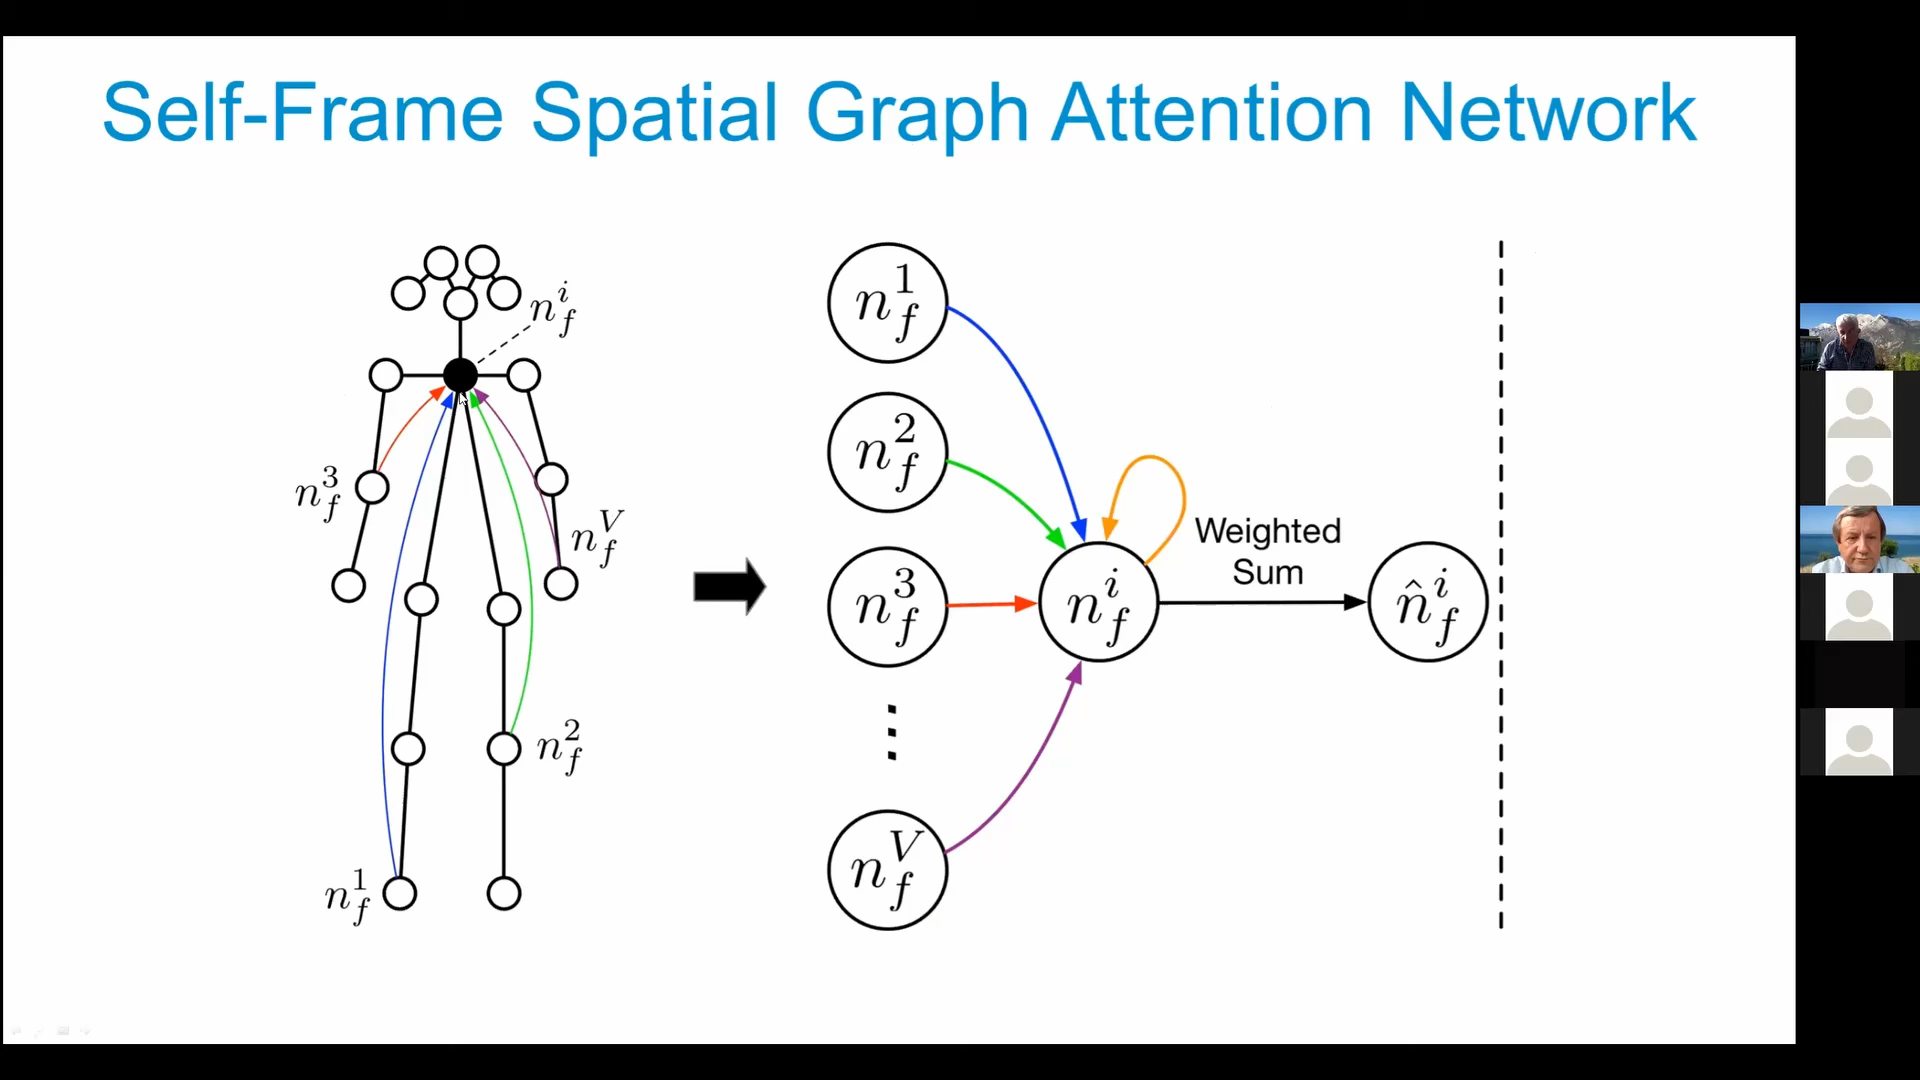 Self-Frame Spatial Graph Attention Network
n_f^i
n_f^3
n_f^V
n_f^2
n_f^1
n_f^1
n_f^2
n_f^3
⋮
n_f^V
n_f^i
Weighted
Sum
n̂_f^i